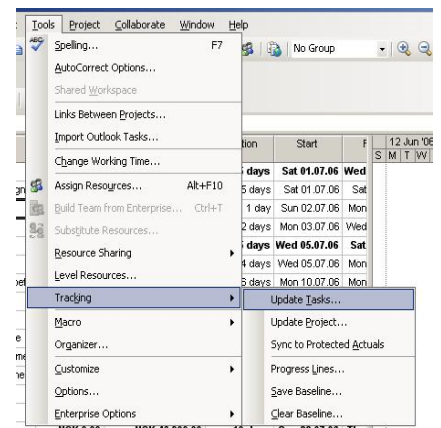 Tools Project Collaborate Window Help
Spelling... F7
No Group
AutoCorrect Options...
Shared Workspace
Links Between Projects...
Import Outlook Tasks...
Change Working Time...
Assign Resources... Alt+F10
Build Team from Enterprise... Ctrl+T
Substitute Resources...
Resource Sharing
Level Resources...
Tracking
Macro
Organizer...
Customize
Options...
Enterprise Options
Start 12 Jun '06
S M T W
days Sat 01.07.06 Wed
5 days Sat 01.07.06 Sat
1 day Sun 02.07.06 Mon
2 days Mon 03.07.06 Wed
days Wed 05.07.06 Sat
4 days Wed 05.07.06 Mon
6 days Mon 10.07.06 Mon
Update Tasks...
Update Project...
Sync to Protected Actuals
Progress Lines...
Save Baseline...
Clear Baseline...